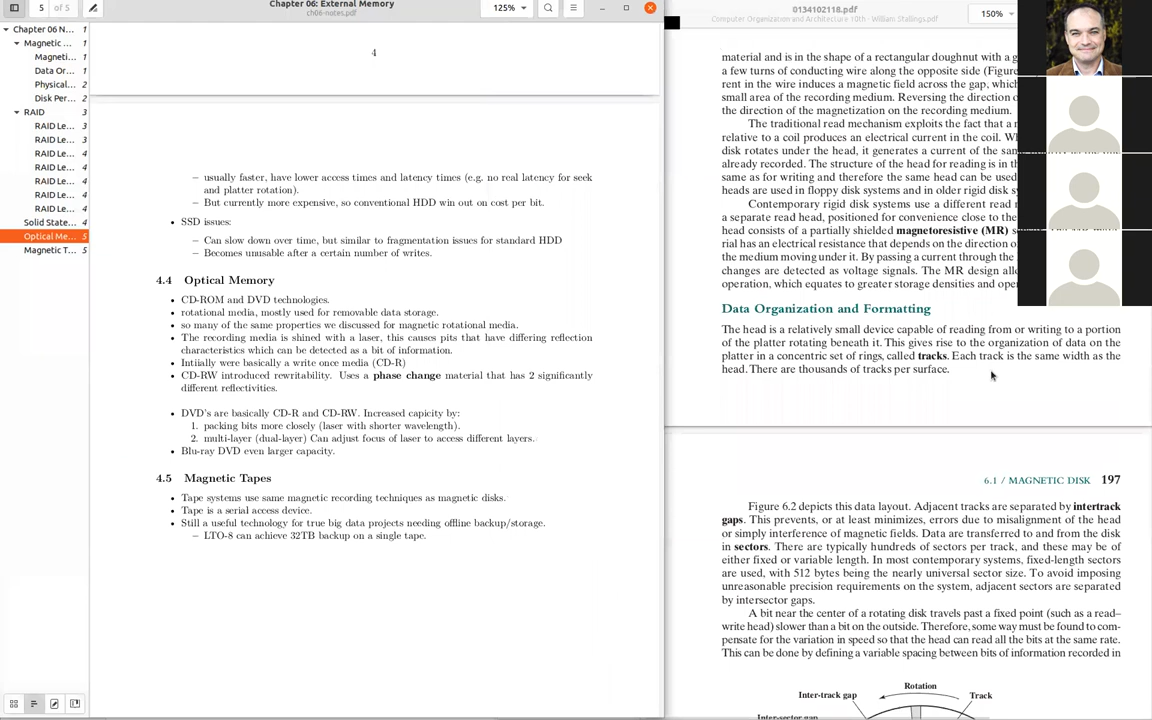 5 of 5
Chapter 06: External Memory
ch06-notes.pdf
125%
Chapter 06 N... 1
Magnetic ... 1
Magneti... 1
Data Or... 1
Physical... 2
Disk Per... 2
RAID 3
RAID Le... 3
RAID Le... 3
RAID Le... 4
RAID Le... 4
RAID Le... 4
RAID Le... 4
RAID Le... 4
Solid State... 4
Optical Me... 5
Magnetic T... 5
4
– usually faster, have lower access times and latency times (e.g. no real latency for seek
and platter rotation).
– But currently more expensive, so conventional HDD win out on cost per bit.
• SSD issues:
– Can slow down over time, but similar to fragmentation issues for standard HDD
– Becomes unusable after a certain number of writes.
4.4 Optical Memory
• CD-ROM and DVD technologies.
• rotational media, mostly used for removable data storage.
• so many of the same properties we discussed for magnetic rotational media.
• The recording media is shined with a laser, this causes pits that have differing reflection
characteristics which can be detected as a bit of information.
• Intiially were basically a write once media (CD-R)
• CD-RW introduced rewritability. Uses a phase change material that has 2 significantly
different reflectivities.
• DVD's are basically CD-R and CD-RW. Increased capicity by:
1. packing bits more closely (laser with shorter wavelength).
2. multi-layer (dual-layer) Can adjust focus of laser to access different layers.
• Blu-ray DVD even larger capacity.
4.5 Magnetic Tapes
• Tape systems use same magnetic recording techniques as magnetic disks.
• Tape is a serial access device.
• Still a useful technology for true big data projects needing offline backup/storage.
– LTO-8 can achieve 32TB backup on a single tape.
0134102118.pdf
Computer Organization and Architecture 10th - William Stallings.pdf
150%
material and is in the shape of a rectangular doughnut with a
a few turns of conducting wire along the opposite side (Figure
rent in the wire induces a magnetic field across the gap, which
small area of the recording medium. Reversing the direction
the direction of the magnetization on the recording medium.
The traditional read mechanism exploits the fact that a
relative to a coil produces an electrical current in the coil.
disk rotates under the head, it generates a current of the
already recorded. The structure of the head for reading is in
same as for writing and therefore the same head can be used
heads are used in floppy disk systems and in older rigid disk
Contemporary rigid disk systems use a different read
a separate read head, positioned for convenience close to the
head consists of a partially shielded magnetoresistive (MR)
rial has an electrical resistance that depends on the direction
the medium moving under it. By passing a current through the
changes are detected as voltage signals. The MR design
operation, which equates to greater storage densities and
Data Organization and Formatting
The head is a relatively small device capable of reading from or writing to a portion
of the platter rotating beneath it. This gives rise to the organization of data on the
platter in a concentric set of rings, called tracks. Each track is the same width as the
head. There are thousands of tracks per surface.
6.1 / MAGNETIC DISK 197
Figure 6.2 depicts this data layout. Adjacent tracks are separated by intertrack
gaps. This prevents, or at least minimizes, errors due to misalignment of the head
or simply interference of magnetic fields. Data are transferred to and from the disk
in sectors. There are typically hundreds of sectors per track, and these may be of
either fixed or variable length. In most contemporary systems, fixed-length sectors
are used, with 512 bytes being the nearly universal sector size. To avoid imposing
unreasonable precision requirements on the system, adjacent sectors are separated
by intersector gaps.
A bit near the center of a rotating disk travels past a fixed point (such as a read–
write head) slower than a bit on the outside. Therefore, some way must be found to com-
pensate for the variation in speed so that the head can read all the bits at the same rate.
This can be done by defining a variable spacing between bits of information recorded in
Rotation
Inter-track gap
Track
Inter-sector gap